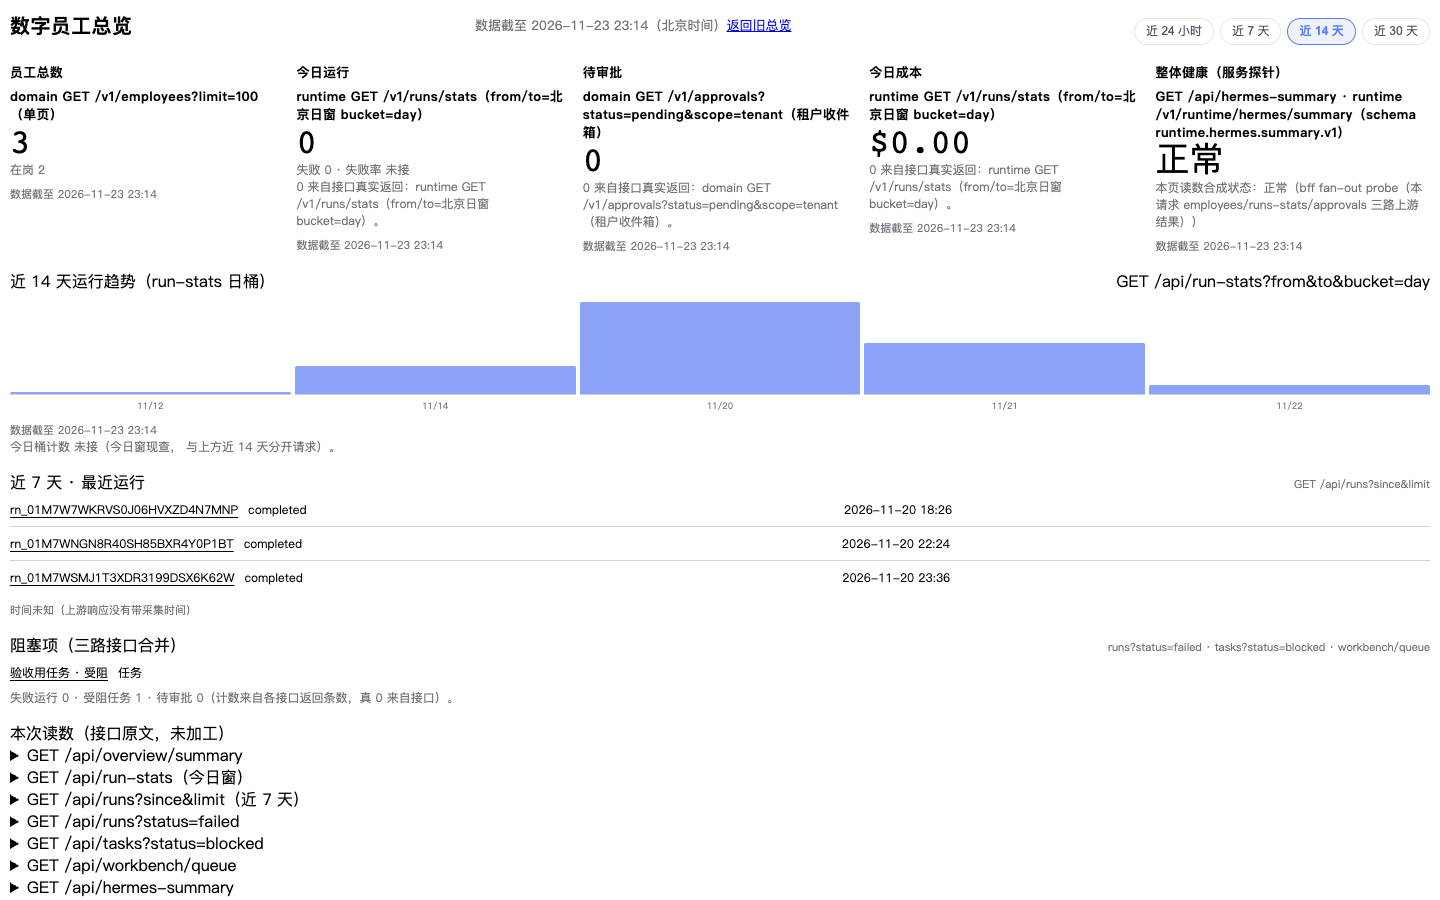 数字员工总览
数据截至 2026-11-23 23:14（北京时间）返回旧总览
近 24 小时
近 7 天
近 14 天
近 30 天
员工总数
domain GET /v1/employees?limit=100
（单页）
3
在岗 2
数据截至 2026-11-23 23:14
今日运行
runtime GET /v1/runs/stats（from/to=北
京日窗 bucket=day）
0
失败 0 · 失败率 未接
0 来自接口真实返回：runtime GET
/v1/runs/stats（from/to=北京日窗
bucket=day）。
数据截至 2026-11-23 23:14
待审批
domain GET /v1/approvals?
status=pending&scope=tenant（租户收件
箱）
0
0 来自接口真实返回：domain GET
/v1/approvals?status=pending&scope=tenant
（租户收件箱）。
数据截至 2026-11-23 23:14
今日成本
runtime GET /v1/runs/stats（from/to=北
京日窗 bucket=day）
$0.00
0 来自接口真实返回：runtime GET
/v1/runs/stats（from/to=北京日窗
bucket=day）。
数据截至 2026-11-23 23:14
整体健康（服务探针）
GET /api/hermes-summary · runtime
/v1/runtime/hermes/summary（schema
runtime.hermes.summary.v1）
正常
本页读数合成状态：正常（bff fan-out probe（本
请求 employees/runs-stats/approvals 三路上游
结果））
数据截至 2026-11-23 23:14
近 14 天运行趋势（run-stats 日桶）
GET /api/run-stats?from&to&bucket=day
11/12
11/14
11/20
11/21
11/22
数据截至 2026-11-23 23:14
今日桶计数 未接（今日窗现查， 与上方近 14 天分开请求）。
近 7 天 · 最近运行
GET /api/runs?since&limit
rn_01M7W7WKRVS0J06HVXZD4N7MNP completed 2026-11-20 18:26
rn_01M7WNGN8R40SH85BXR4Y0P1BT completed 2026-11-20 22:24
rn_01M7WSMJ1T3XDR3199DSX6K62W completed 2026-11-20 23:36
时间未知（上游响应没有带采集时间）
阻塞项（三路接口合并）
runs?status=failed · tasks?status=blocked · workbench/queue
验收用任务 · 受阻 任务
失败运行 0 · 受阻任务 1 · 待审批 0（计数来自各接口返回条数，真 0 来自接口）。
本次读数（接口原文，未加工）
▶ GET /api/overview/summary
▶ GET /api/run-stats（今日窗）
▶ GET /api/runs?since&limit（近 7 天）
▶ GET /api/runs?status=failed
▶ GET /api/tasks?status=blocked
▶ GET /api/workbench/queue
▶ GET /api/hermes-summary